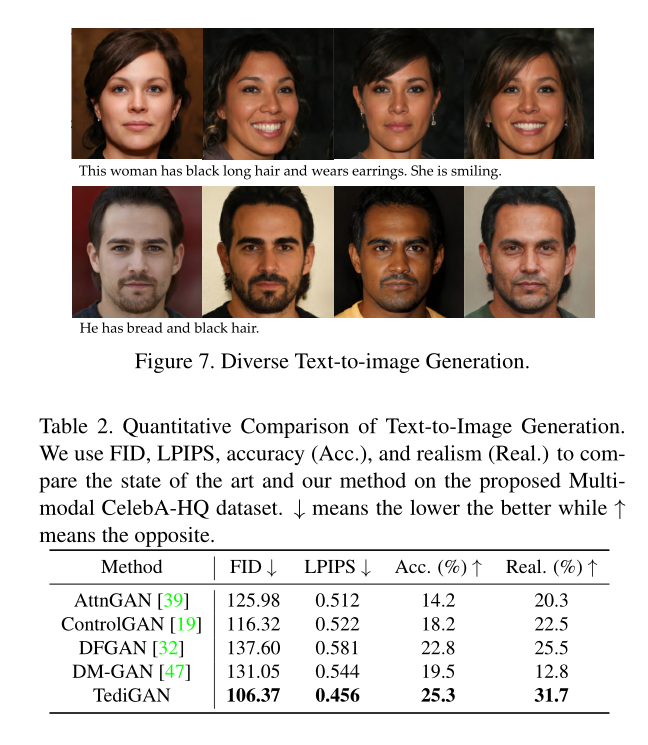 This woman has black long hair and wears earrings. She is smiling.
He has bread and black hair.
Figure 7. Diverse Text-to-image Generation.
Table 2. Quantitative Comparison of Text-to-Image Generation.
We use FID, LPIPS, accuracy (Acc.), and realism (Real.) to com-
pare the state of the art and our method on the proposed Multi-
modal CelebA-HQ dataset. ↓ means the lower the better while ↑
means the opposite.
Method FID ↓ LPIPS ↓ Acc. (%) ↑ Real. (%) ↑
AttnGAN [39] 125.98 0.512 14.2 20.3
ControlGAN [19] 116.32 0.522 18.2 22.5
DFGAN [32] 137.60 0.581 22.8 25.5
DM-GAN [47] 131.05 0.544 19.5 12.8
TediGAN 106.37 0.456 25.3 31.7